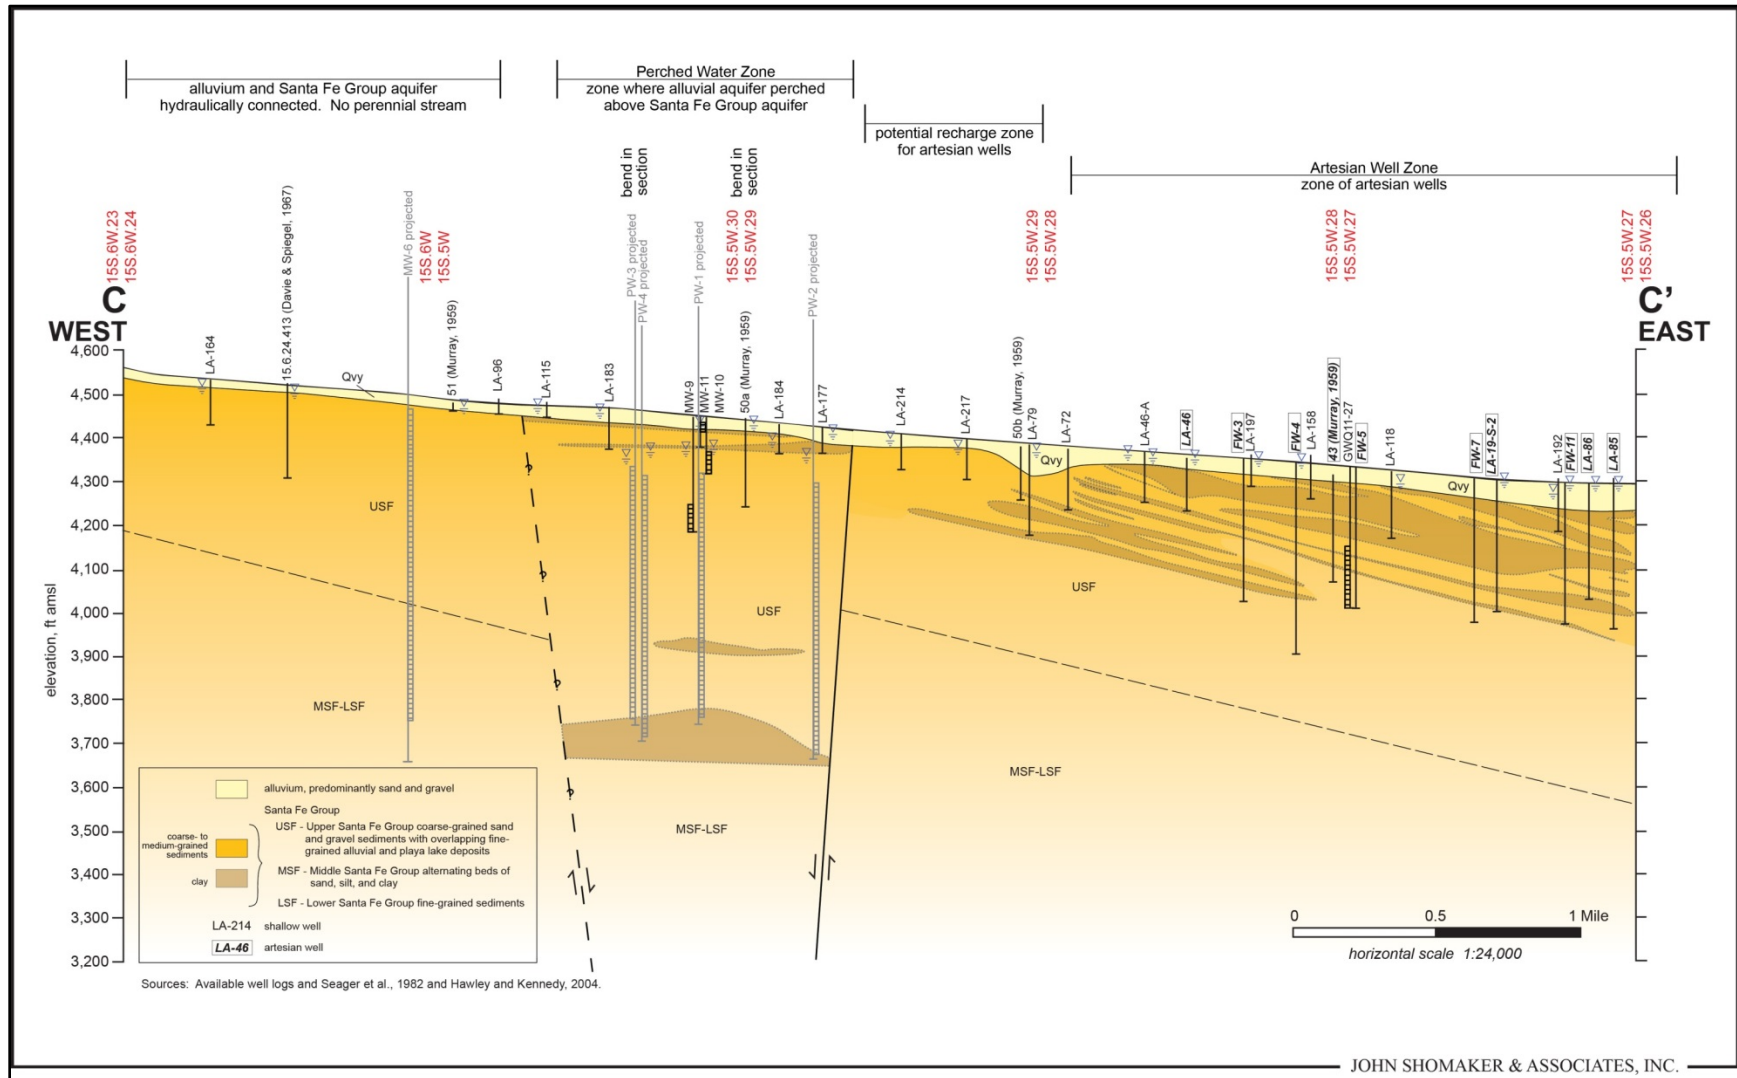 alluvium and Santa Fe Group aquifer
hydraulically connected.  No perennial stream
Perched Water Zone
zone where alluvial aquifer perched
above Santa Fe Group aquifer
potential recharge zone
for artesian wells
Artesian Well Zone
zone of artesian wells
bend in
section
bend in
section
15S.6W.23
15S.6W.24
15S.6W
15S.5W
15S.5W.30
15S.5W.29
15S.5W.29
15S.5W.28
15S.5W.28
15S.5W.27
15S.5W.27
15S.5W.26
C
WEST
C'
EAST
LA-164
15.6.24.413 (Davie & Spiegel, 1967)
MW-6 projected
51 (Murray, 1959)
LA-96
LA-115
LA-183
PW-3 projected
PW-4 projected
MW-9
PW-1 projected
MW-11
MW-10
50a (Murray, 1959)
LA-184
PW-2 projected
LA-177
LA-214
LA-217
50b (Murray, 1959)
LA-79
LA-72
LA-46-A
LA-46
FW-3
LA-197
FW-4
LA-158
43 (Murray, 1959)
GWQ11-27
FW-5
LA-118
FW-7
LA-19-S-2
LA-192
FW-11
LA-86
LA-85
Qvy
Qvy
Qvy
elevation, ft amsl
4,600
4,500
4,400
4,300
4,200
4,100
4,000
3,900
3,800
3,700
3,600
3,500
3,400
3,300
3,200
USF
USF
USF
MSF-LSF
MSF-LSF
MSF-LSF
?
?
?
?
alluvium, predominantly sand and gravel
Santa Fe Group
coarse- to
medium-grained
sediments
USF - Upper Santa Fe Group coarse-grained sand
and gravel sediments with overlapping fine-
grained alluvial and playa lake deposits
clay
MSF - Middle Santa Fe Group alternating beds of
sand, silt, and clay
LSF - Lower Santa Fe Group fine-grained sediments
LA-214 shallow well
LA-46 artesian well
0 0.5 1 Mile
horizontal scale  1:24,000
Sources:  Available well logs and Seager et al., 1982 and Hawley and Kennedy, 2004.
JOHN SHOMAKER & ASSOCIATES, INC.